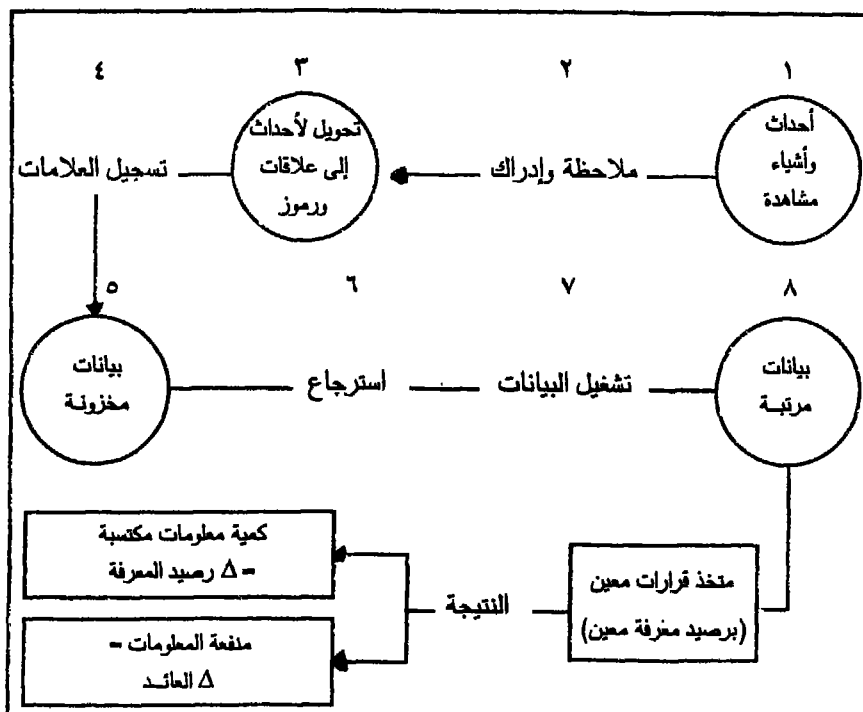 ١ ٢ ٣ ٤
أحداث
وأشياء
مشاهدة
ملاحظة وإدراك
تحويل لأحداث
إلى علاقات
ورموز
تسجيل العلامات
٥ ٦ ٧ ٨
بيانات
مخزونة
استرجاع
تشغيل البيانات
بيانات
مرتبة
متخذ قرارات معين
(برصيد معرفة معين)
النتيجة
كمية معلومات مكتسبة
= Δ رصيد المعرفة
منفعة المعلومات =
Δ العائد